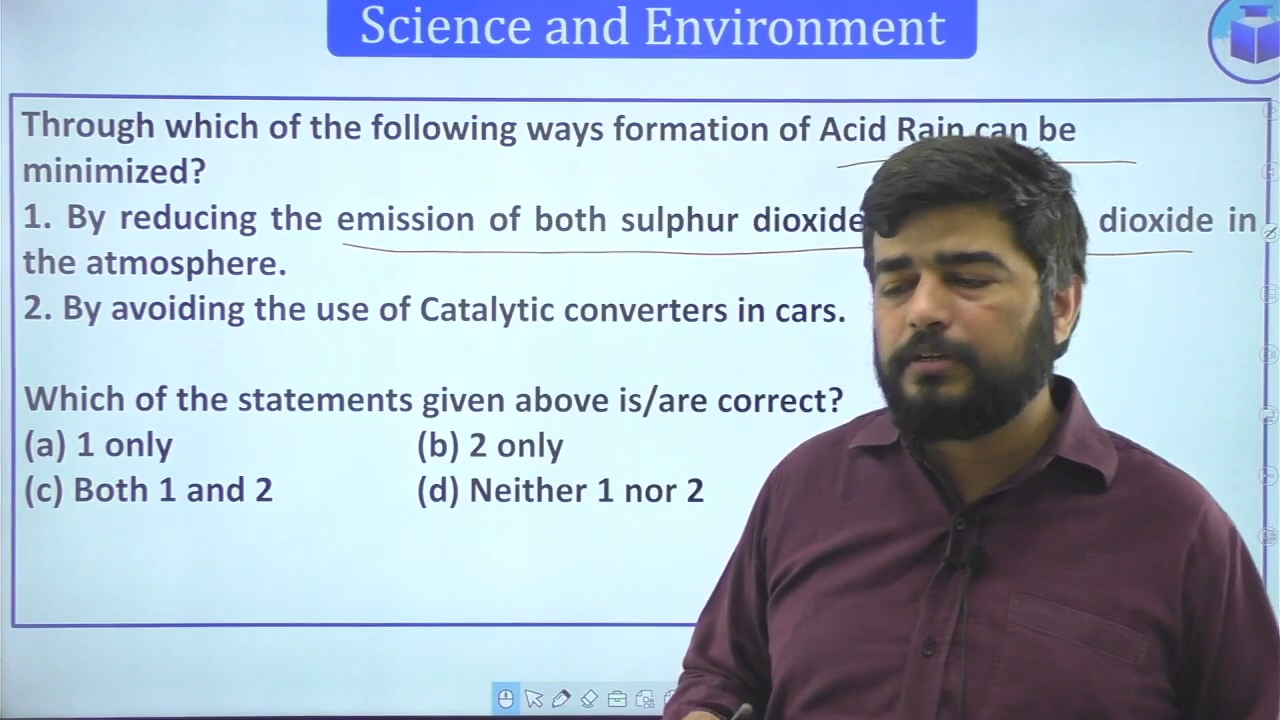 Science and Environment
Through which of the following ways formation of Acid Rain can be
minimized?
1. By reducing the emission of both sulphur dioxide dioxide in
the atmosphere.
2. By avoiding the use of Catalytic converters in cars.
Which of the statements given above is/are correct?
(a) 1 only (b) 2 only
(c) Both 1 and 2 (d) Neither 1 nor 2